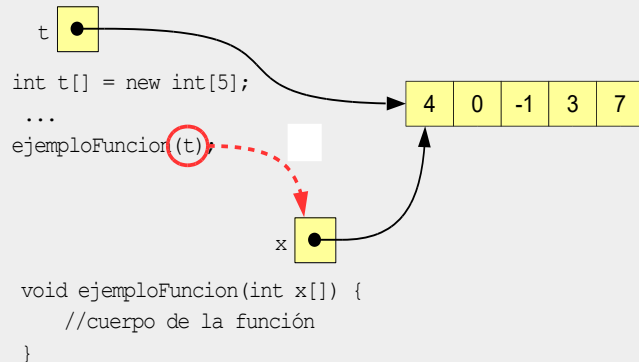 t
int t[] = new int[5];
...
4 0 -1 3 7
ejemploFuncion(t);
x
void ejemploFuncion(int x[]) {
//cuerpo de la función
}